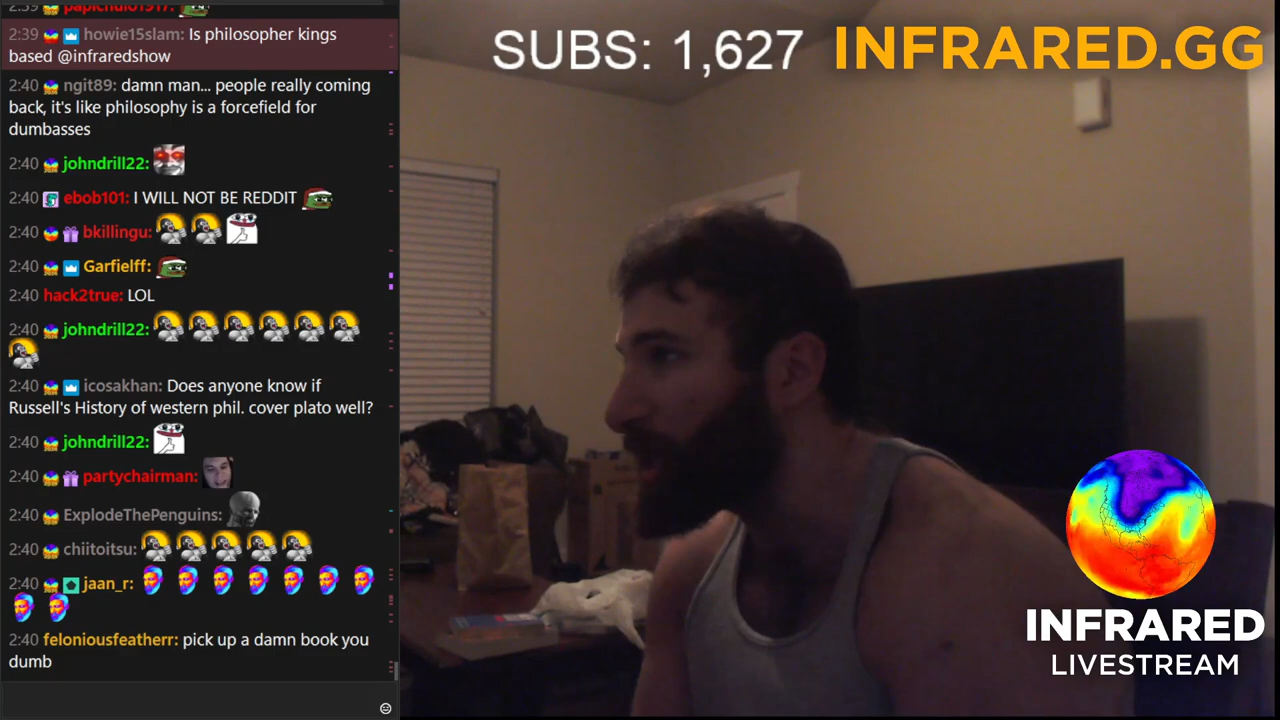 2:39 papichulo1917:
2:39 howie15slam: Is philosopher kings
based @infraredshow
2:40 ngit89: damn man... people really coming
back, it's like philosophy is a forcefield for
dumbasses
2:40 johndrill22:
2:40 ebob101: I WILL NOT BE REDDIT
2:40 bkillingu:
2:40 Garfielff:
2:40 hack2true: LOL
2:40 johndrill22:
2:40 icosakhan: Does anyone know if
Russell's History of western phil. cover plato well?
2:40 johndrill22:
2:40 partychairman:
2:40 ExplodeThePenguins:
2:40 chiitoitsu:
2:40 jaan_r:
2:40 feloniousfeatherr: pick up a damn book you
dumb
SUBS: 1,627 INFRARED.GG
INFRARED
LIVESTREAM